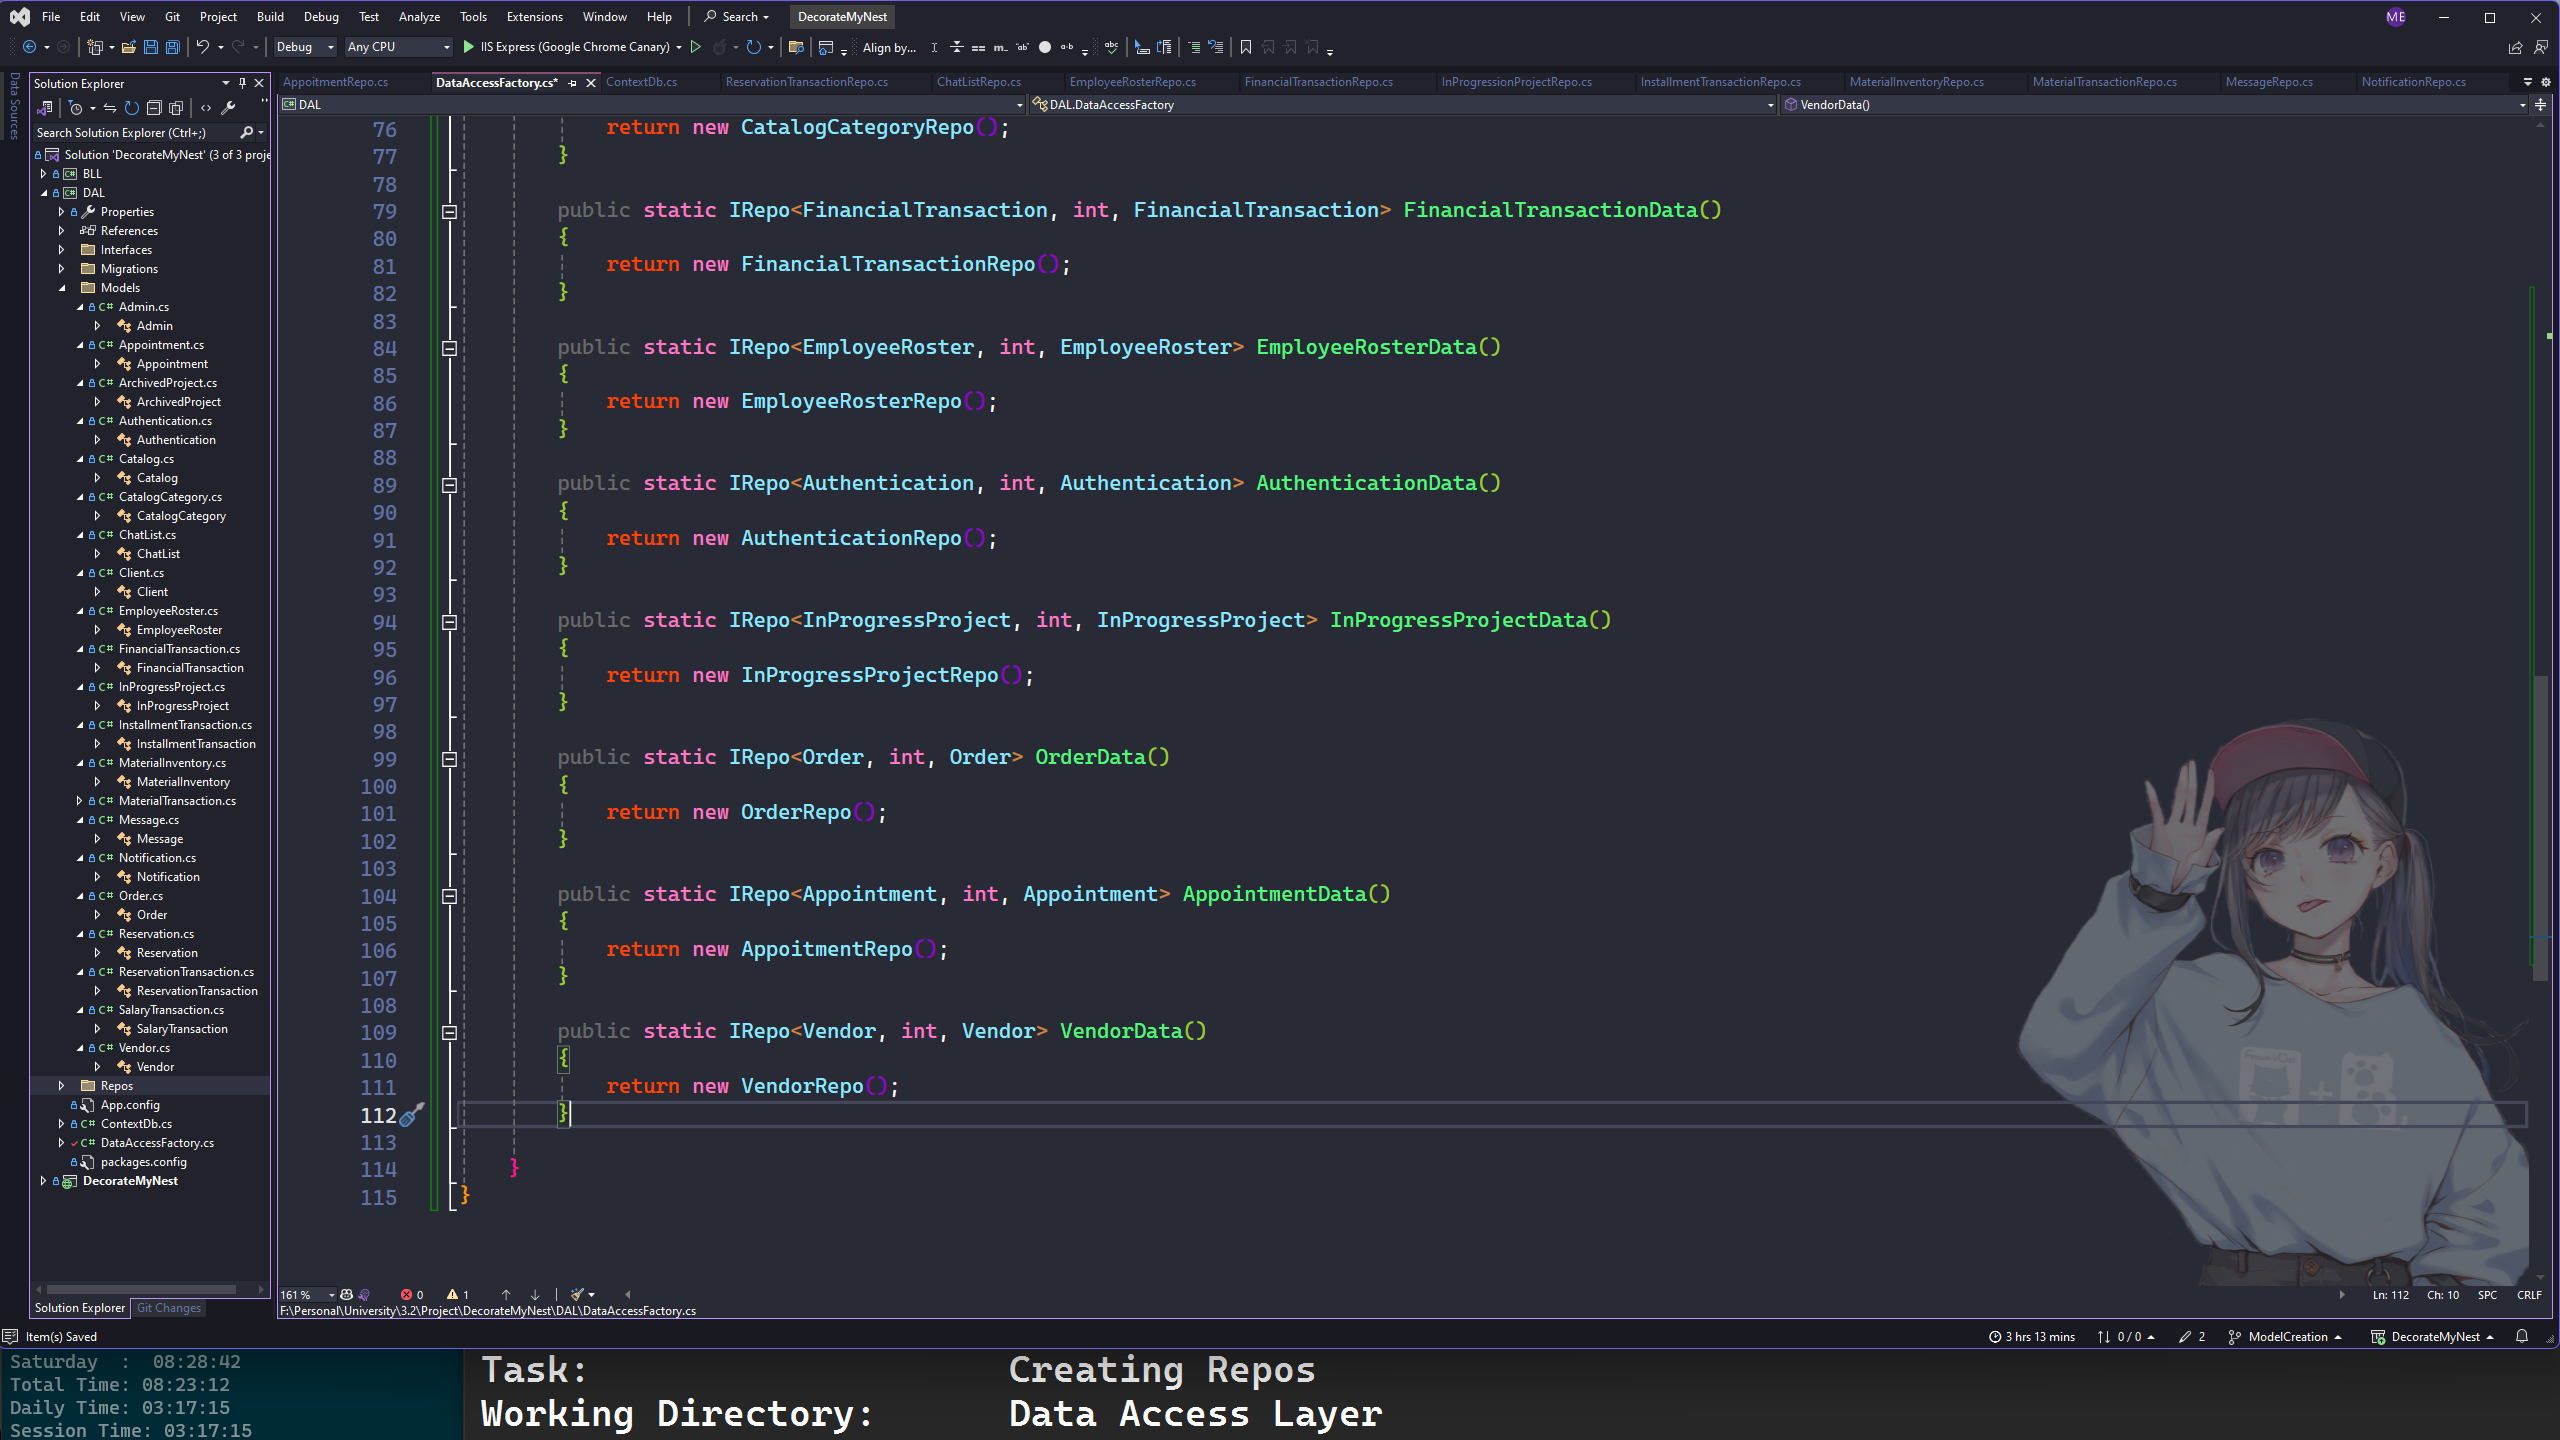 File Edit View Git Project Build Debug Test Analyze Tools Extensions Window Help Search DecorateMyNest ME
Debug Any CPU IIS Express (Google Chrome Canary) Align by...
Data Sources
Solution Explorer
Search Solution Explorer (Ctrl+;)
Solution 'DecorateMyNest' (3 of 3 proje
BLL
DAL
Properties
References
Interfaces
Migrations
Models
C# Admin.cs
Admin
C# Appointment.cs
Appointment
C# ArchivedProject.cs
ArchivedProject
C# Authentication.cs
Authentication
C# Catalog.cs
Catalog
C# CatalogCategory.cs
CatalogCategory
C# ChatList.cs
ChatList
C# Client.cs
Client
C# EmployeeRoster.cs
EmployeeRoster
C# FinancialTransaction.cs
FinancialTransaction
C# InProgressProject.cs
InProgressProject
C# InstallmentTransaction.cs
InstallmentTransaction
C# MaterialInventory.cs
MaterialInventory
C# MaterialTransaction.cs
C# Message.cs
Message
C# Notification.cs
Notification
C# Order.cs
Order
C# Reservation.cs
Reservation
C# ReservationTransaction.cs
ReservationTransaction
C# SalaryTransaction.cs
SalaryTransaction
C# Vendor.cs
Vendor
Repos
App.config
C# ContextDb.cs
C# DataAccessFactory.cs
packages.config
DecorateMyNest
Solution Explorer Git Changes
AppoitmentRepo.cs DataAccessFactory.cs* ContextDb.cs ReservationTransactionRepo.cs ChatListRepo.cs EmployeeRosterRepo.cs FinancialTransactionRepo.cs InProgressionProjectRepo.cs InstallmentTransactionRepo.cs MaterialInventoryRepo.cs MaterialTransactionRepo.cs MessageRepo.cs NotificationRepo.cs
C# DAL DAL.DataAccessFactory VendorData()
76 return new CatalogCategoryRepo();
77 }
78
79 public static IRepo<FinancialTransaction, int, FinancialTransaction> FinancialTransactionData()
80 {
81 return new FinancialTransactionRepo();
82 }
83
84 public static IRepo<EmployeeRoster, int, EmployeeRoster> EmployeeRosterData()
85 {
86 return new EmployeeRosterRepo();
87 }
88
89 public static IRepo<Authentication, int, Authentication> AuthenticationData()
90 {
91 return new AuthenticationRepo();
92 }
93
94 public static IRepo<InProgressProject, int, InProgressProject> InProgressProjectData()
95 {
96 return new InProgressProjectRepo();
97 }
98
99 public static IRepo<Order, int, Order> OrderData()
100 {
101 return new OrderRepo();
102 }
103
104 public static IRepo<Appointment, int, Appointment> AppointmentData()
105 {
106 return new AppoitmentRepo();
107 }
108
109 public static IRepo<Vendor, int, Vendor> VendorData()
110 {
111 return new VendorRepo();
112 }
113
114 }
115 }
161 % 0 1 Ln: 112 Ch: 10 SPC CRLF
F:\Personal\University\3.2\Project\DecorateMyNest\DAL\DataAccessFactory.cs
Item(s) Saved 3 hrs 13 mins 0 / 0 2 ModelCreation DecorateMyNest
Saturday : 08:28:42
Total Time: 08:23:12
Daily Time: 03:17:15
Session Time: 03:17:15
Task: Creating Repos
Working Directory: Data Access Layer